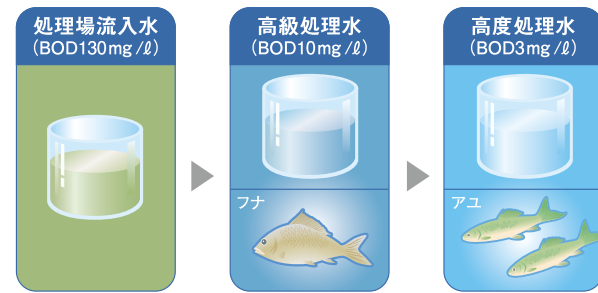 処理場流入水
(BOD130mg/ℓ)
高級処理水
(BOD10mg/ℓ)
フナ
高度処理水
(BOD3mg/ℓ)
アユ